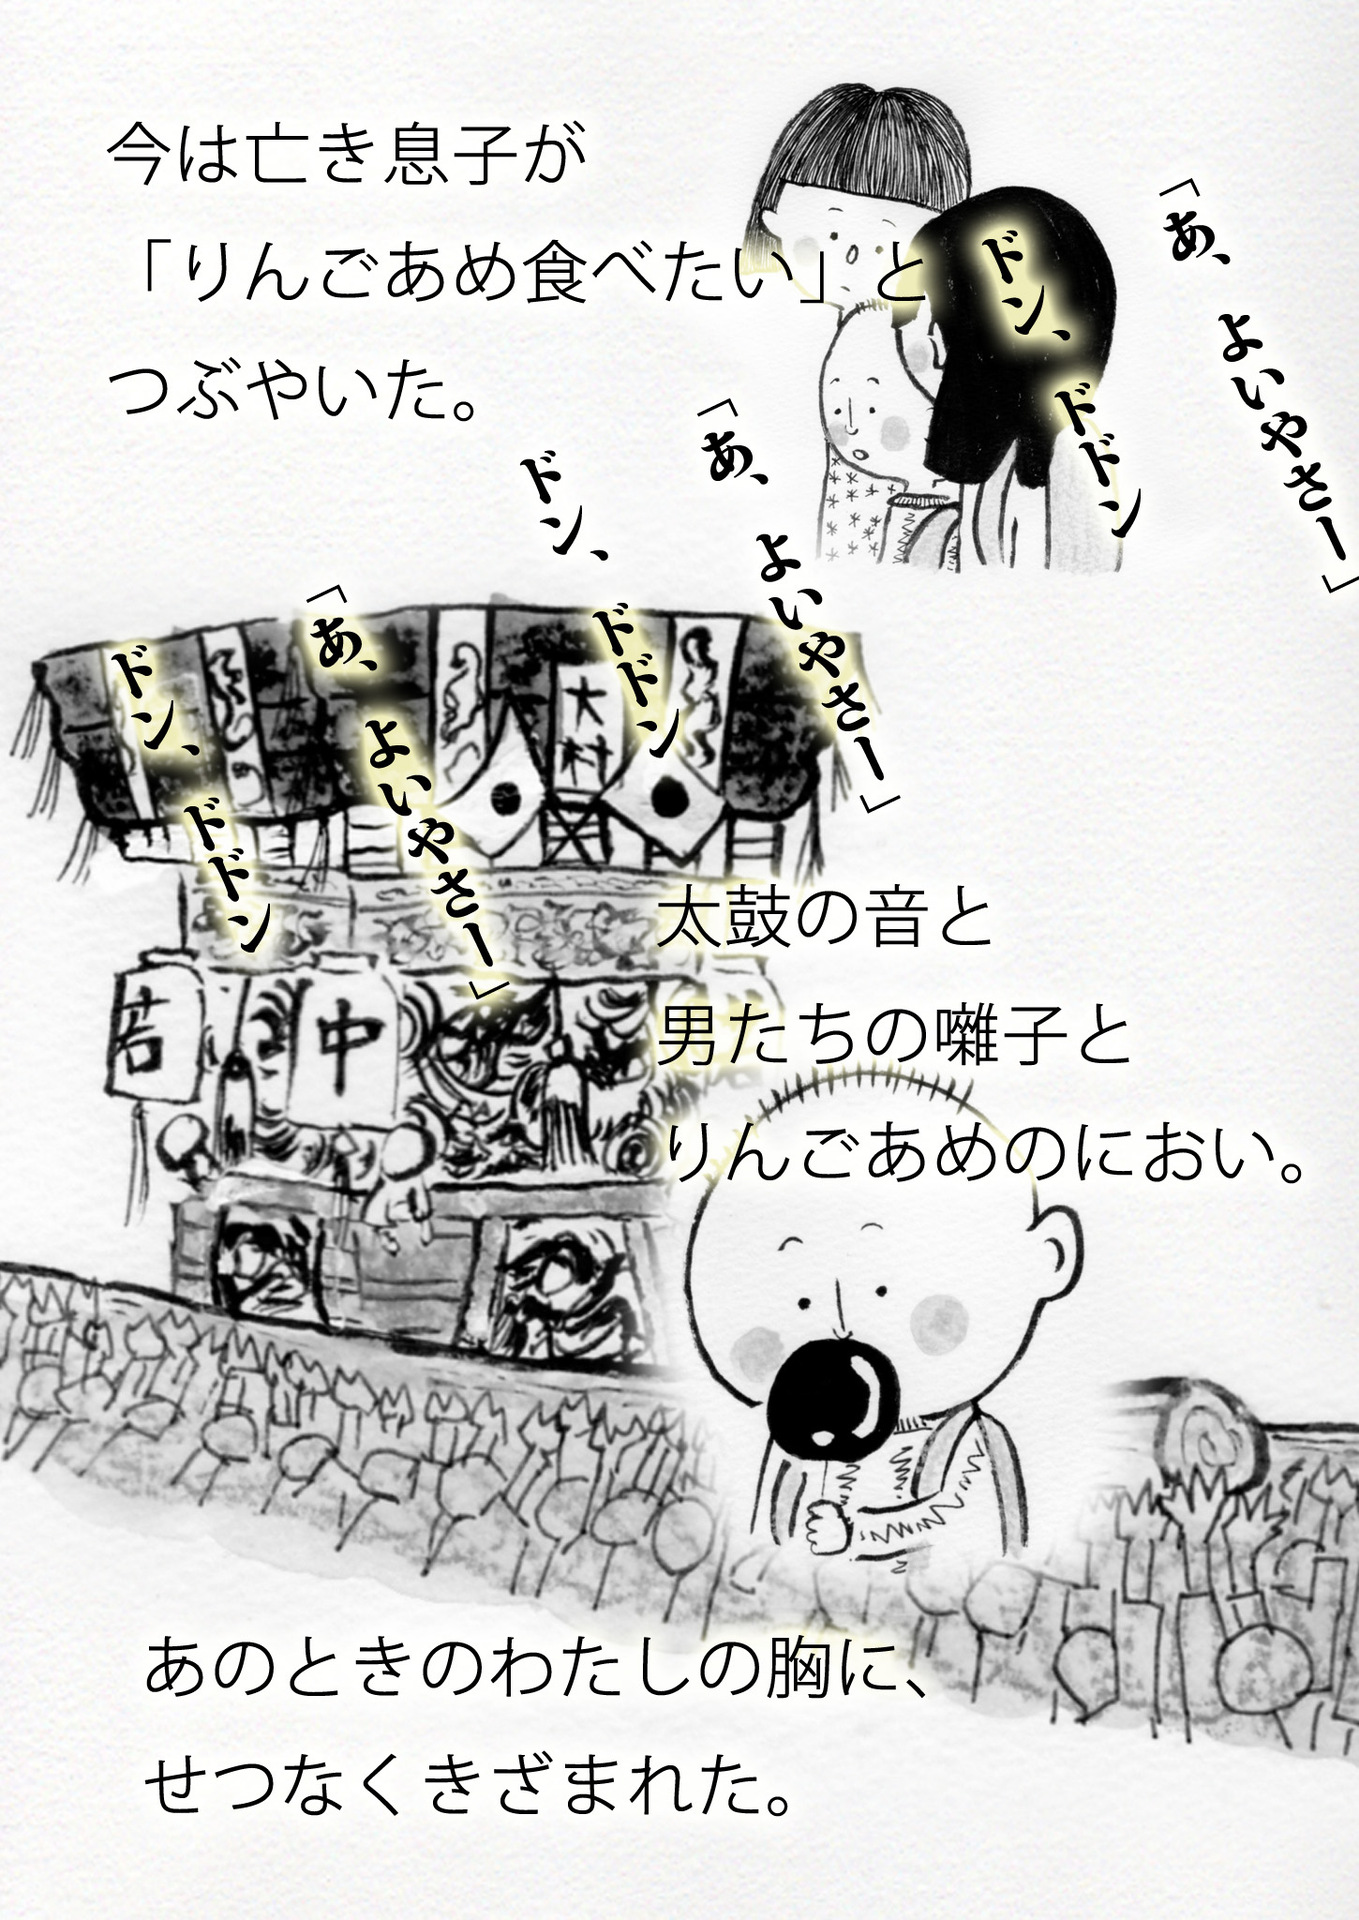 今は亡き息子が
「りんごあめ食べたい」と
つぶやいた。
「あ、よいやさー」
ドン、ドドン
「あ、よいやさー」
ドン、ドドン
「あ、よいやさー」
ドン、ドドン
大村
若
中
太鼓の音と
男たちの囃子と
りんごあめのにおい。
あのときのわたしの胸に、
せつなくきざまれた。